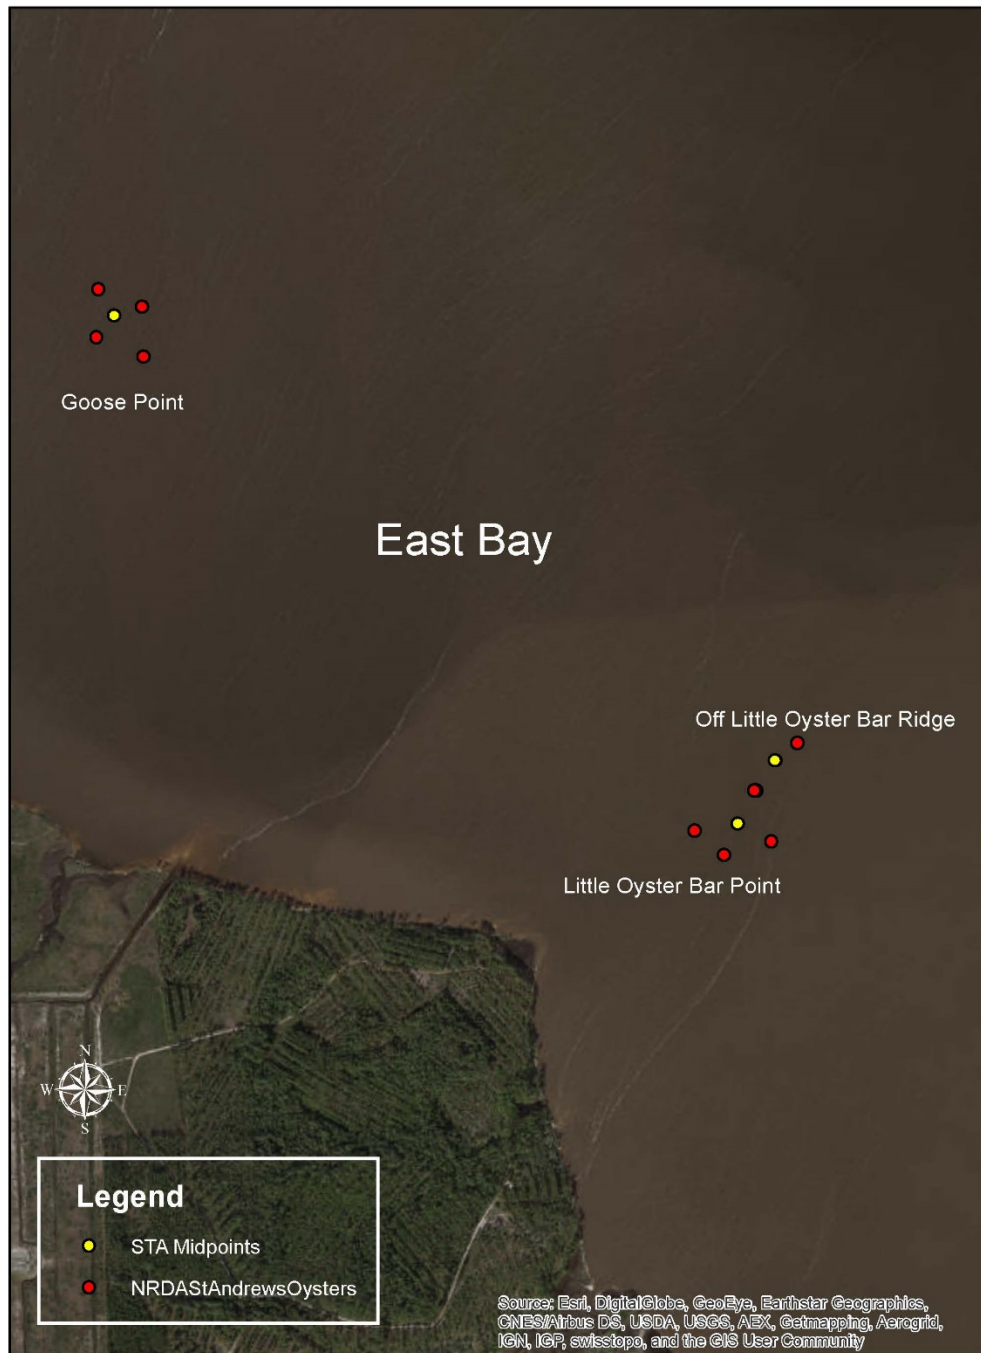 Goose Point
East Bay
Off Little Oyster Bar Ridge
Little Oyster Bar Point
N
W E
S
Legend
STA Midpoints
NRDAStAndrewsOysters
Source: Esri, DigitalGlobe, GeoEye, Earthstar Geographics,
CNES/Airbus DS, USDA, USGS, AEX, Getmapping, Aerogrid,
IGN, IGP, swisstopo, and the GIS User Community